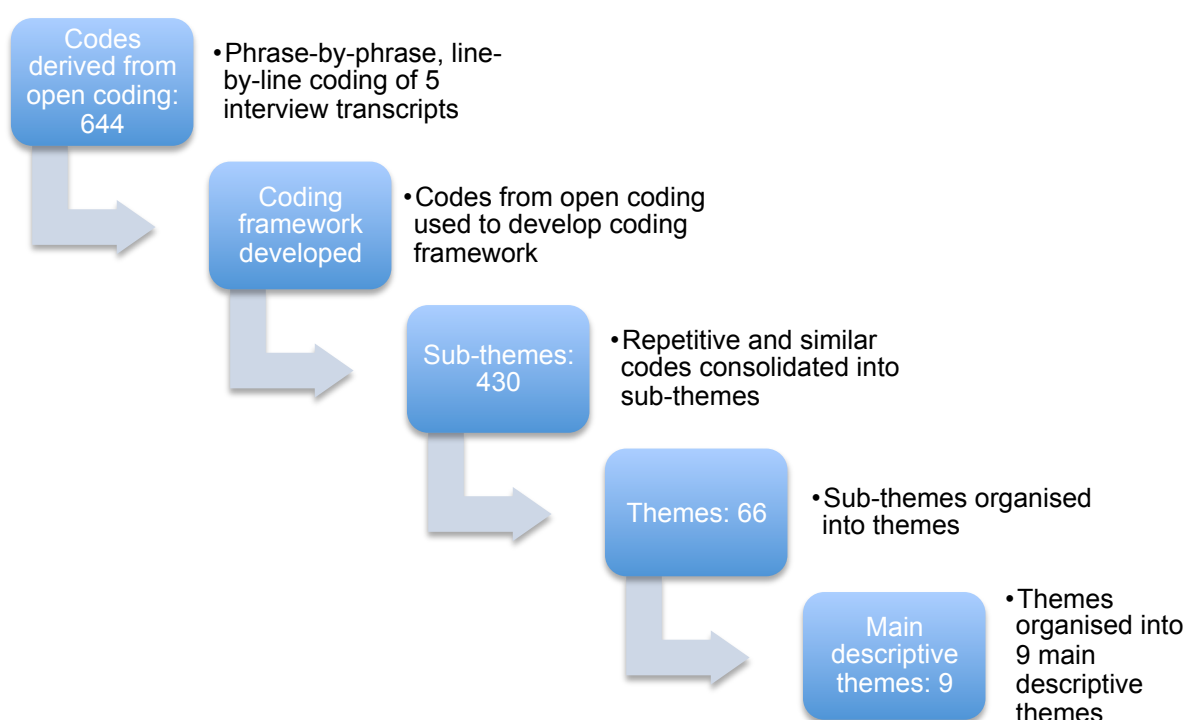 Codes
derived from
open coding:
644
•Phrase-by-phrase, line-
by-line coding of 5
interview transcripts
Coding
framework
developed
•Codes from open coding
used to develop coding
framework
Sub-themes:
430
•Repetitive and similar
codes consolidated into
sub-themes
Themes: 66
•Sub-themes organised
into themes
Main
descriptive
themes: 9
•Themes
organised into
9 main
descriptive
themes